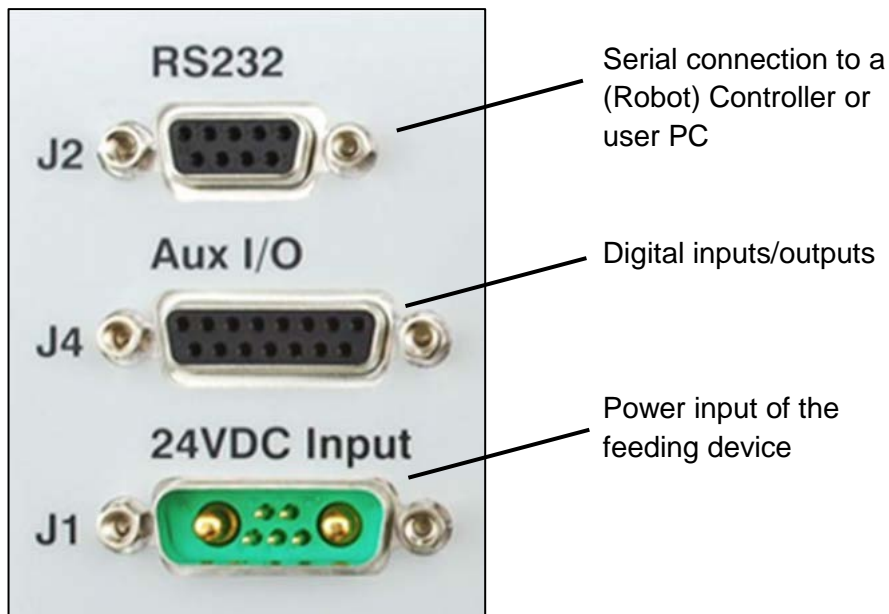 RS232
J2
Serial connection to a
(Robot) Controller or
user PC
Aux I/O
J4
Digital inputs/outputs
24VDC Input
J1
Power input of the
feeding device